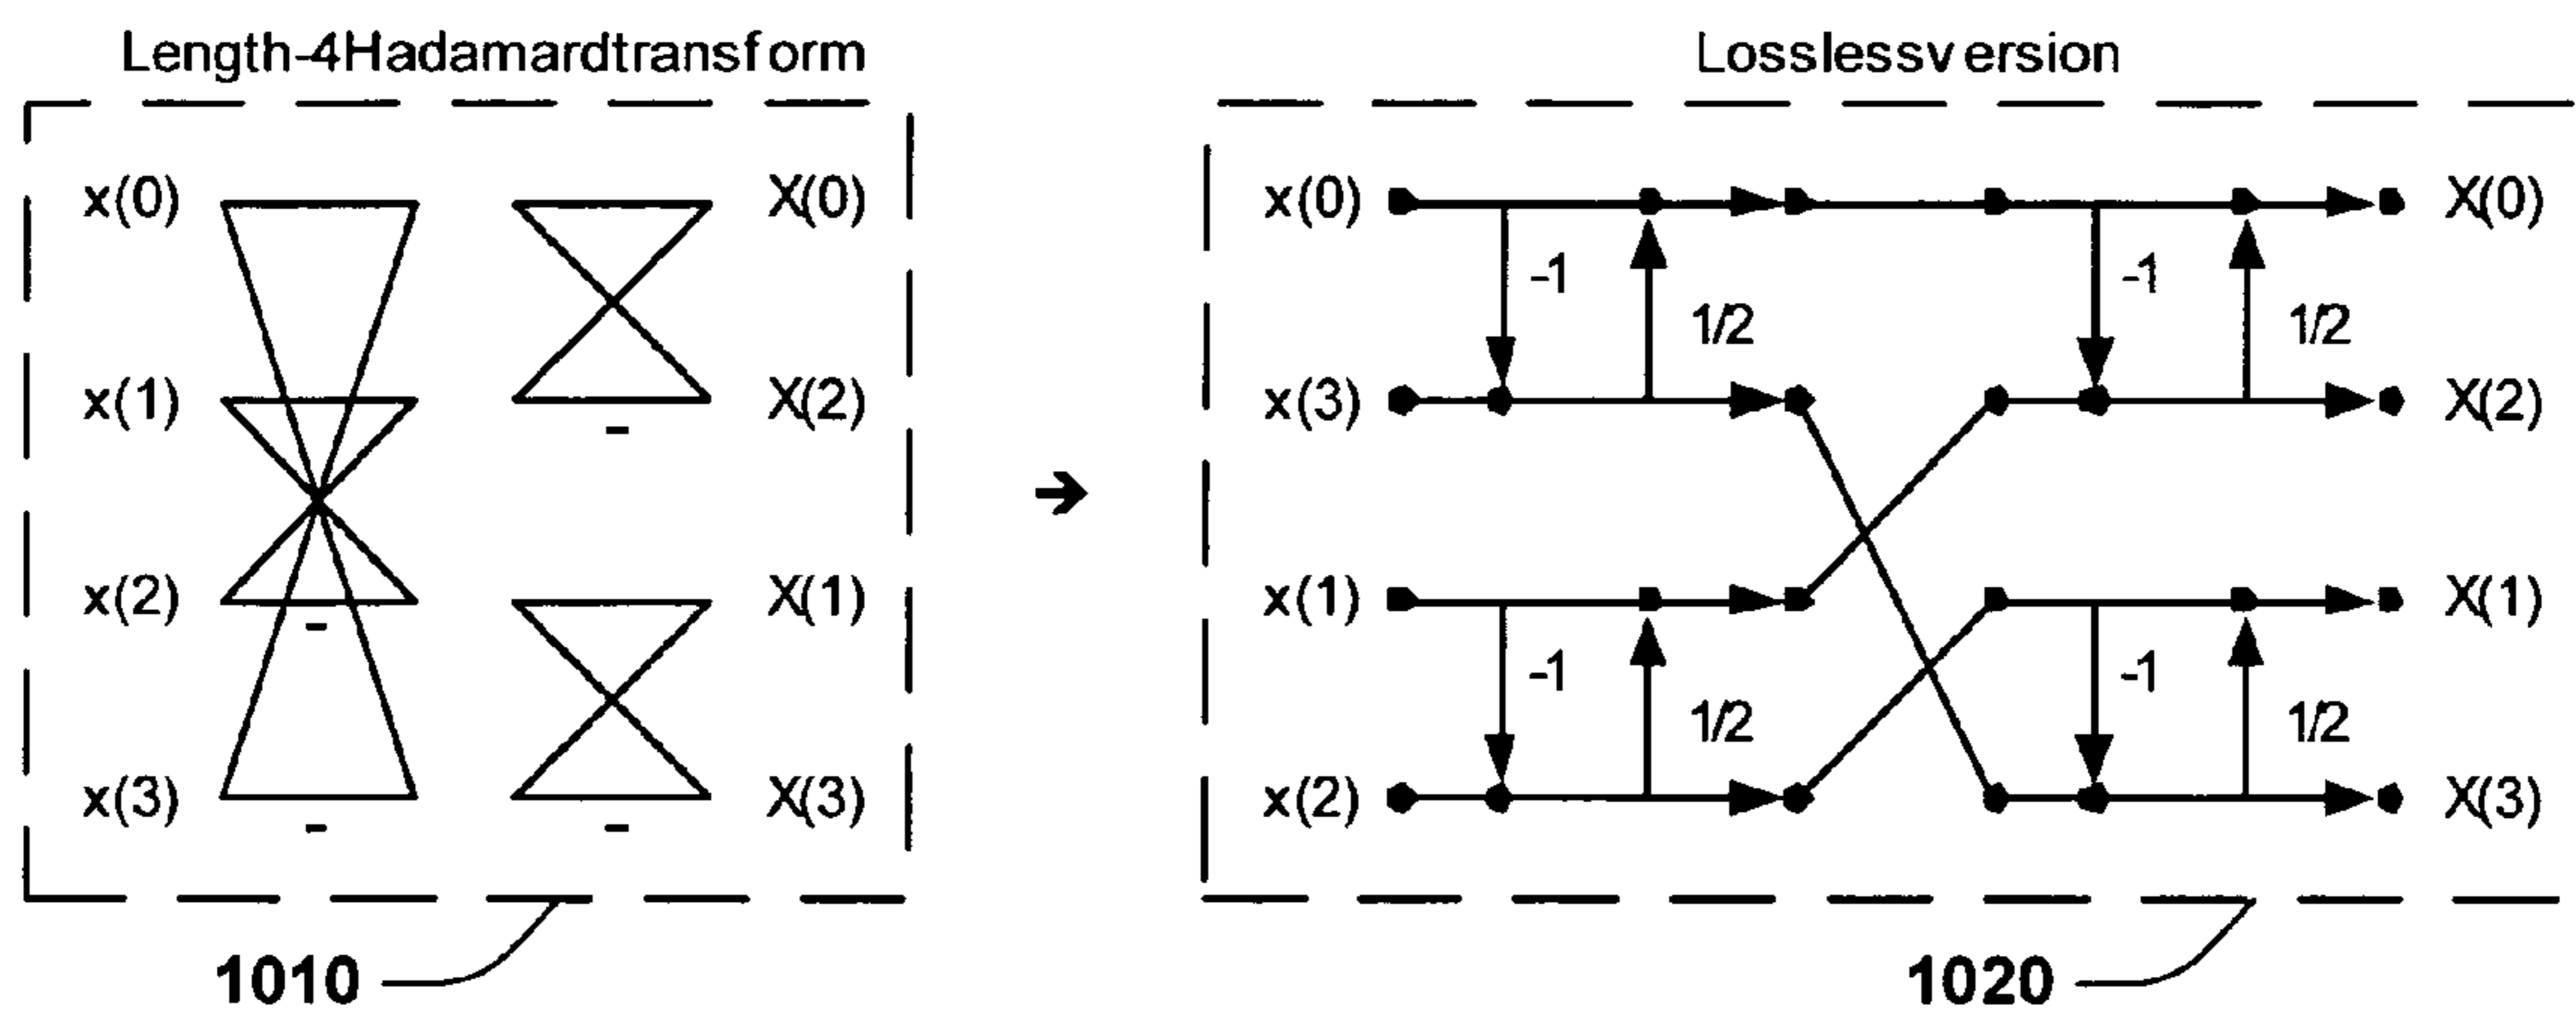 Length-4Hadamardtransform
x(0) X(0)
x(1) X(2)
-
x(2) X(1)
-
x(3) X(3)
- -
1010
➔
Losslessversion
x(0) X(0)
-1 -1
1/2 1/2
x(3) X(2)
x(1) X(1)
-1 -1
1/2 1/2
x(2) X(3)
1020